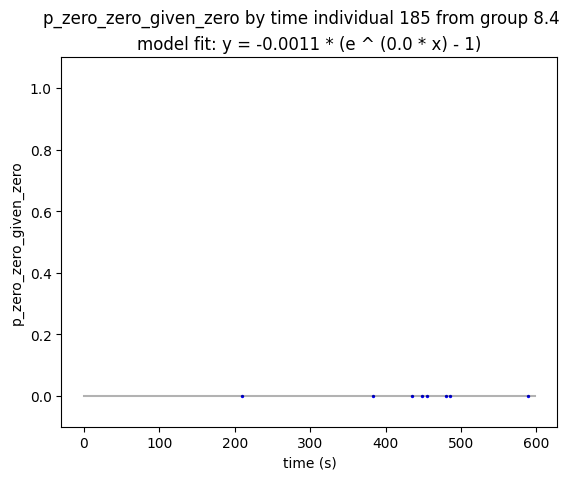 p_zero_zero_given_zero by time individual 185 from group 8.4
model fit: y = -0.0011 * (e ^ (0.0 * x) - 1)
p_zero_zero_given_zero
1.0
0.8
0.6
0.4
0.2
0.0
0 100 200 300 400 500 600
time (s)